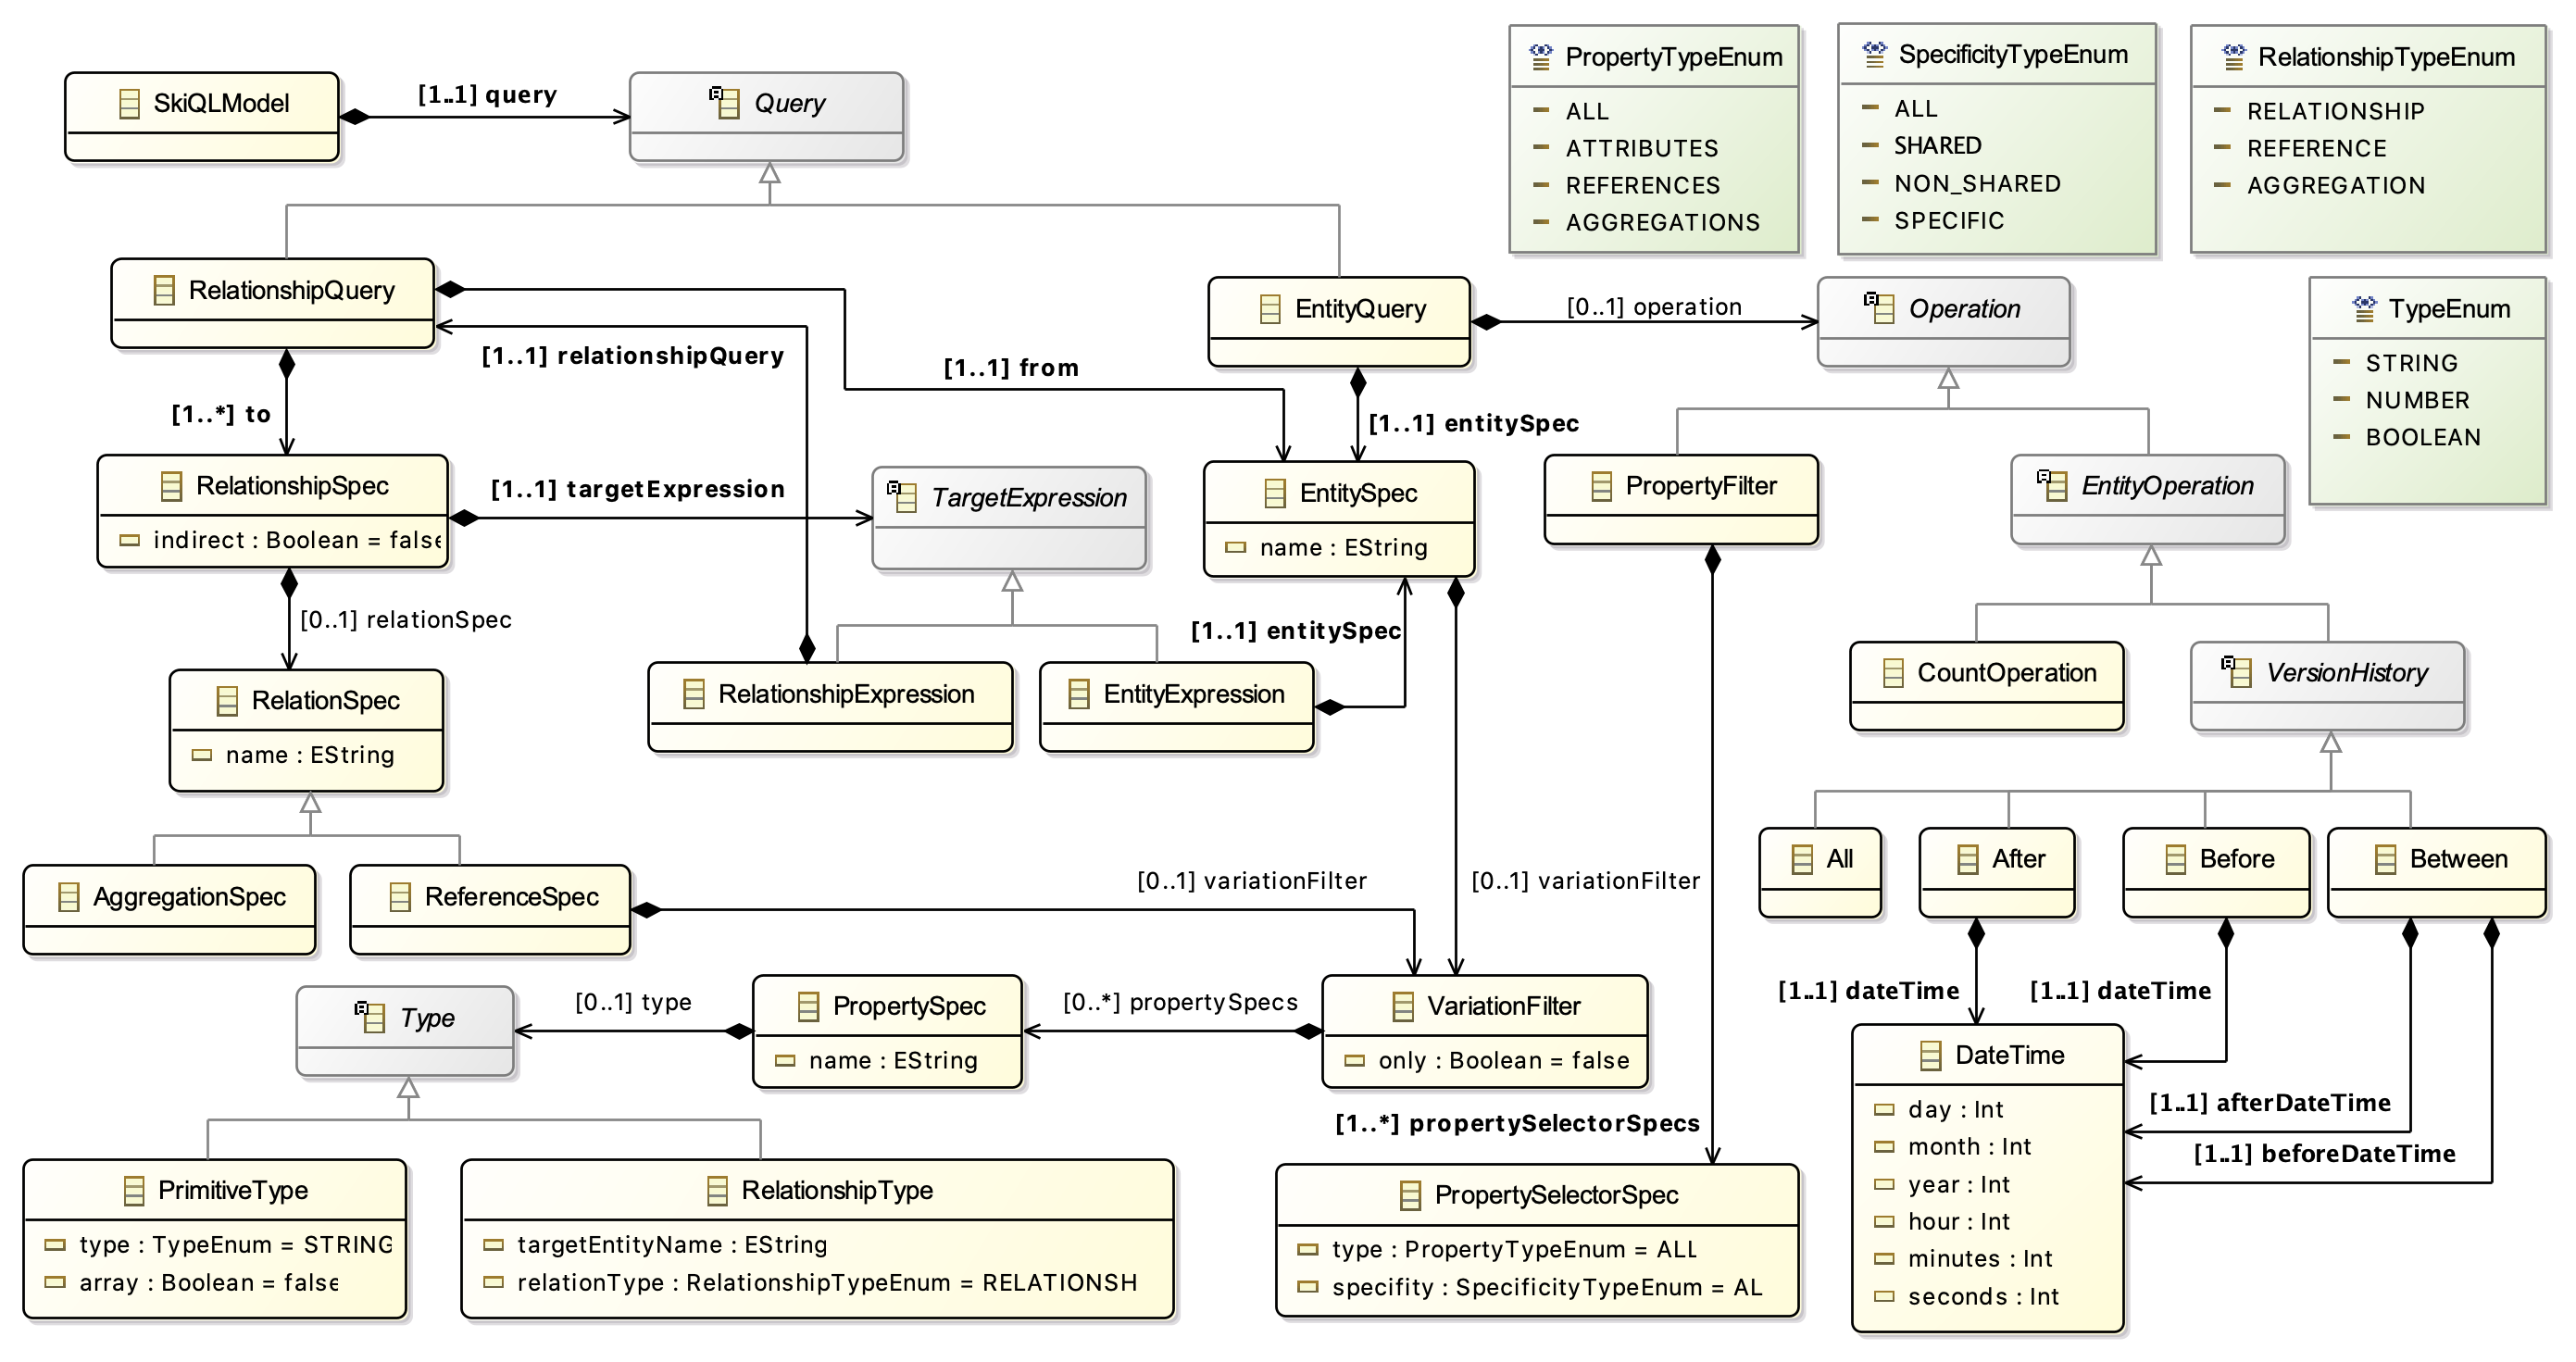 SkiQLModel
[1..1] query
Query
PropertyTypeEnum
ALL
ATTRIBUTES
REFERENCES
AGGREGATIONS
SpecificityTypeEnum
ALL
SHARED
NON_SHARED
SPECIFIC
RelationshipTypeEnum
RELATIONSHIP
REFERENCE
AGGREGATION
RelationshipQuery
EntityQuery
[0..1] operation
Operation
TypeEnum
STRING
NUMBER
BOOLEAN
[1..1] relationshipQuery
[1..1] from
[1..*] to
[1..1] entitySpec
RelationshipSpec
indirect : Boolean = false
[1..1] targetExpression
TargetExpression
EntitySpec
name : EString
PropertyFilter
EntityOperation
[0..1] relationSpec
[1..1] entitySpec
RelationSpec
name : EString
RelationshipExpression
EntityExpression
CountOperation
VersionHistory
AggregationSpec
ReferenceSpec
[0..1] variationFilter
[0..1] variationFilter
All
After
Before
Between
Type
[0..1] type
PropertySpec
name : EString
[0..*] propertySpecs
VariationFilter
only : Boolean = false
[1..1] dateTime
[1..1] dateTime
DateTime
day : Int
month : Int
year : Int
hour : Int
minutes : Int
seconds : Int
[1..1] afterDateTime
[1..1] beforeDateTime
[1..*] propertySelectorSpecs
PrimitiveType
type : TypeEnum = STRING
array : Boolean = false
RelationshipType
targetEntityName : EString
relationType : RelationshipTypeEnum = RELATIONSH
PropertySelectorSpec
type : PropertyTypeEnum = ALL
specifity : SpecificityTypeEnum = AL